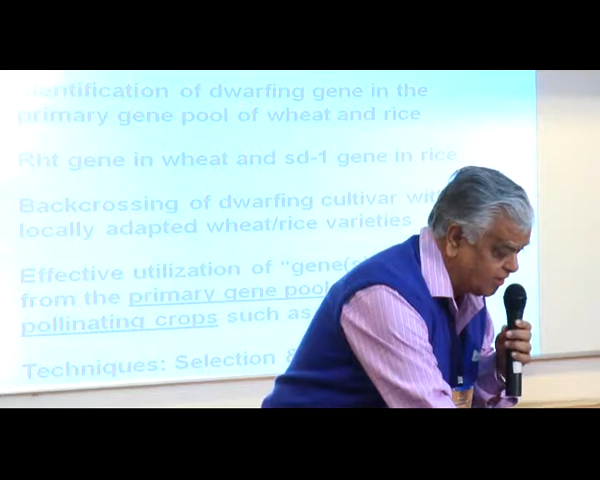 Identification of dwarfing gene in the
primary gene pool of wheat and rice
Rht gene in wheat and sd-1 gene in rice
Backcrossing of dwarfing cultivar with
locally adapted wheat/rice varieties
Effective utilization of “gene(s
from the primary gene pool
pollinating crops such as
Techniques: Selection &